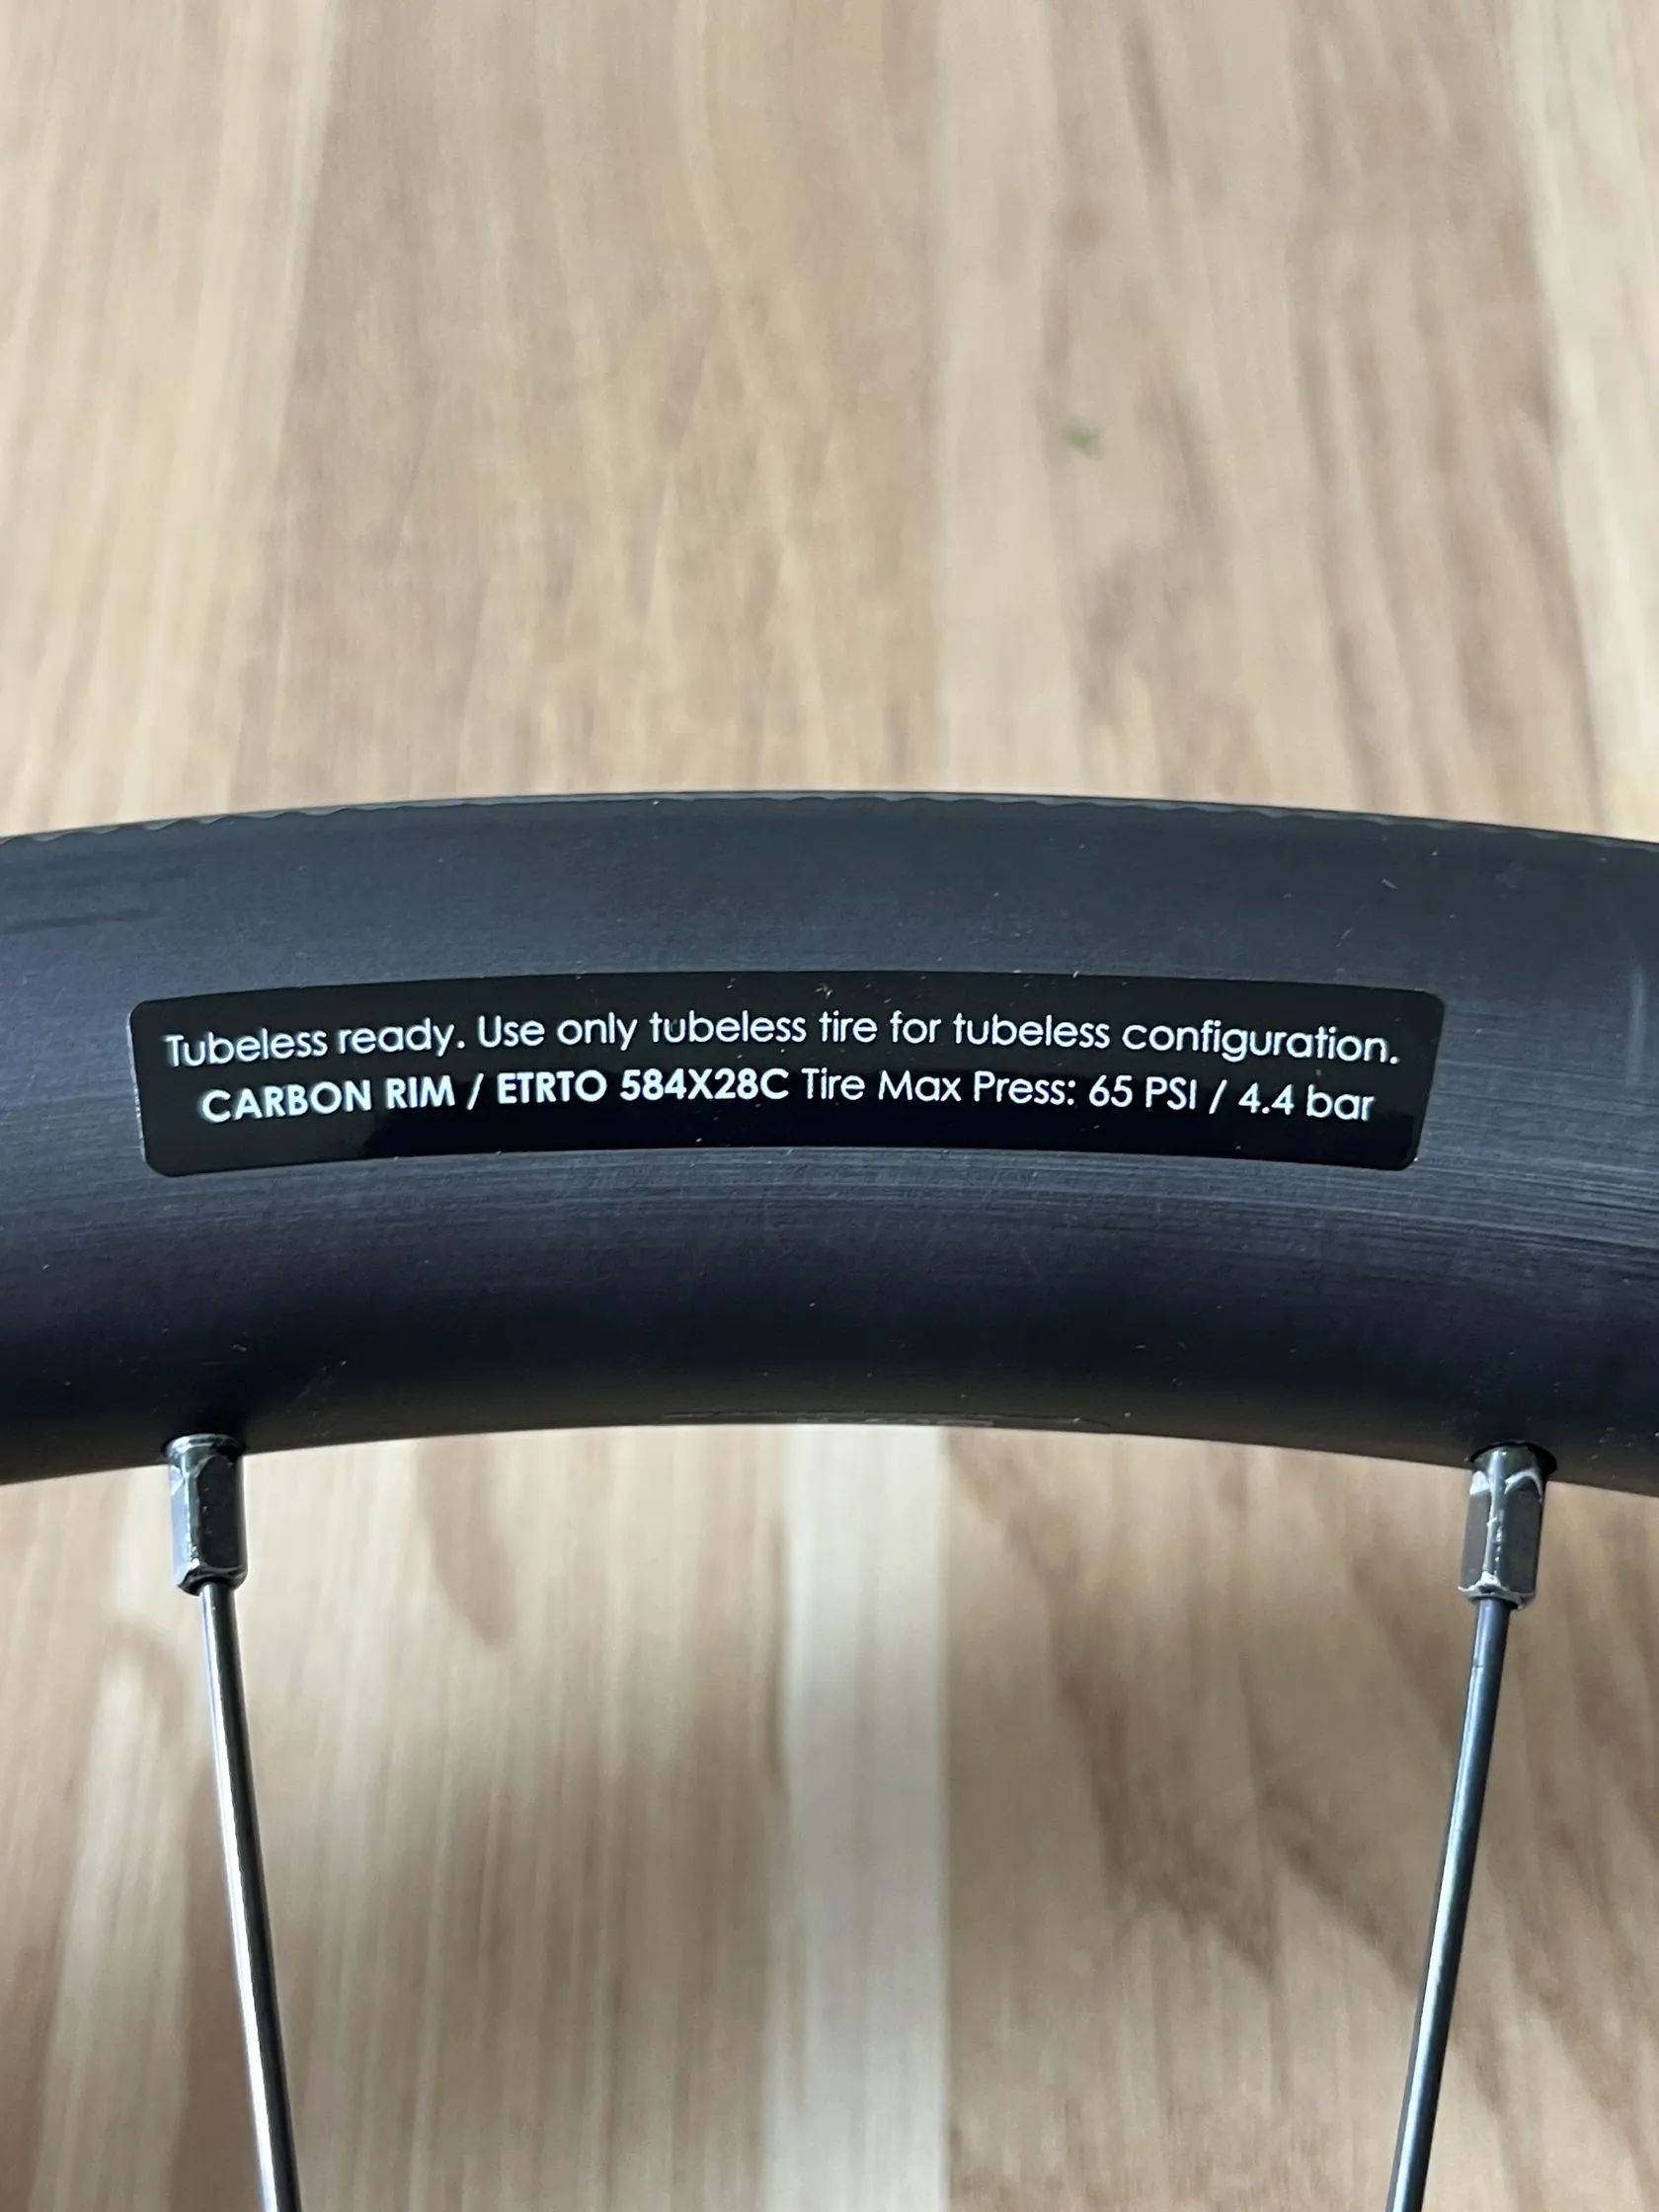 Tubeless ready. Use only tubeless tire for tubeless configuration.
CARBON RIM / ETRTO 584X28C Tire Max Press: 65 PSI / 4.4 bar